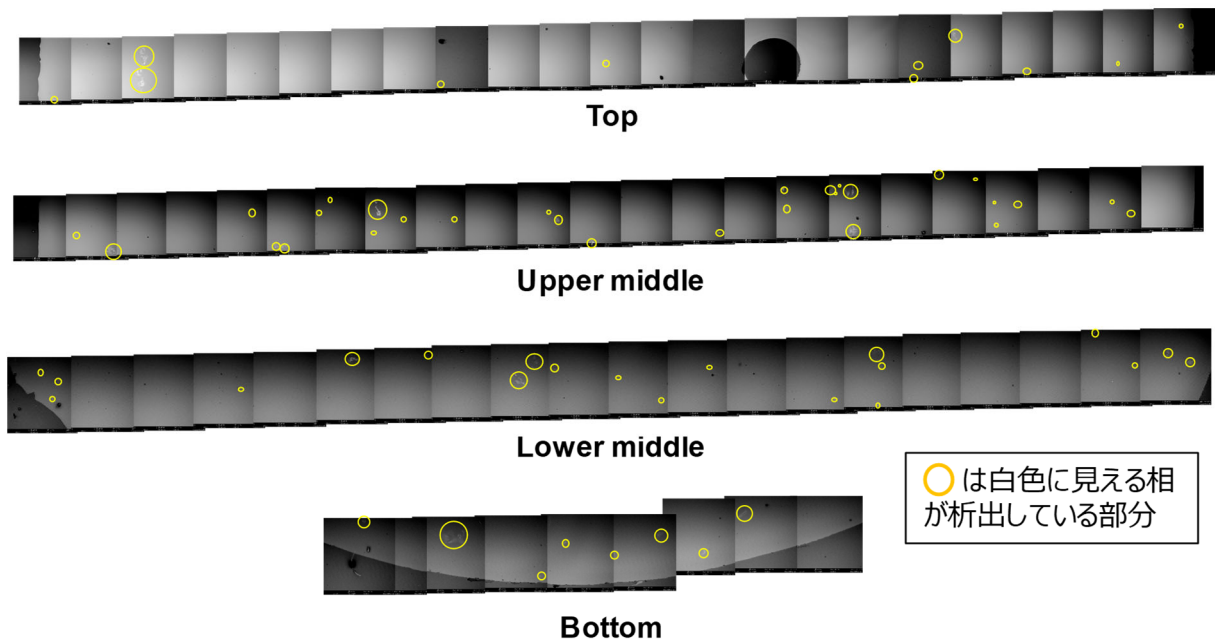 Top
Upper middle
Lower middle
は白色に見える相
が析出している部分
Bottom